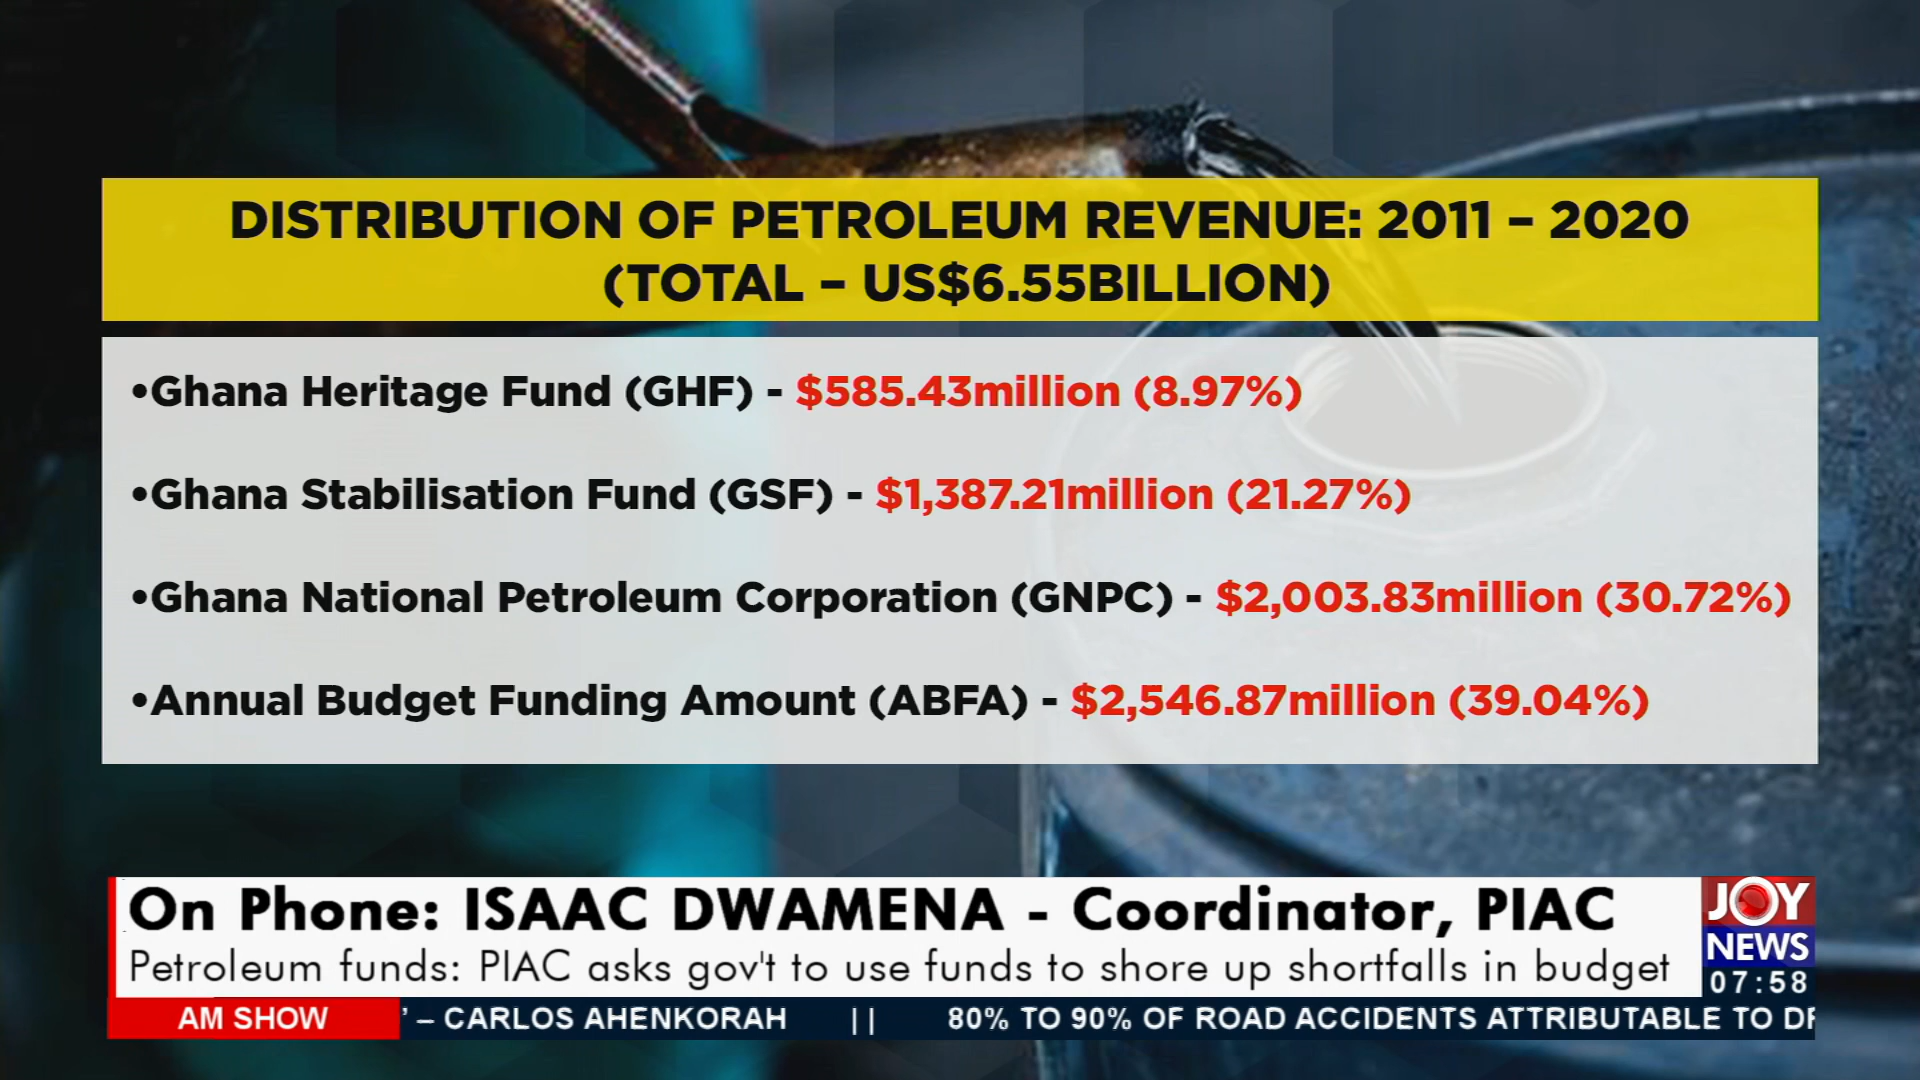 DISTRIBUTION OF PETROLEUM REVENUE: 2011 – 2020
(TOTAL – US$6.55BILLION)
•Ghana Heritage Fund (GHF) - $585.43million (8.97%)
•Ghana Stabilisation Fund (GSF) - $1,387.21million (21.27%)
•Ghana National Petroleum Corporation (GNPC) - $2,003.83million (30.72%)
•Annual Budget Funding Amount (ABFA) - $2,546.87million (39.04%)
On Phone: ISAAC DWAMENA - Coordinator, PIAC
Petroleum funds: PIAC asks gov't to use funds to shore up shortfalls in budget
JOY
NEWS
07:58
AM SHOW
' – CARLOS AHENKORAH || 80% TO 90% OF ROAD ACCIDENTS ATTRIBUTABLE TO